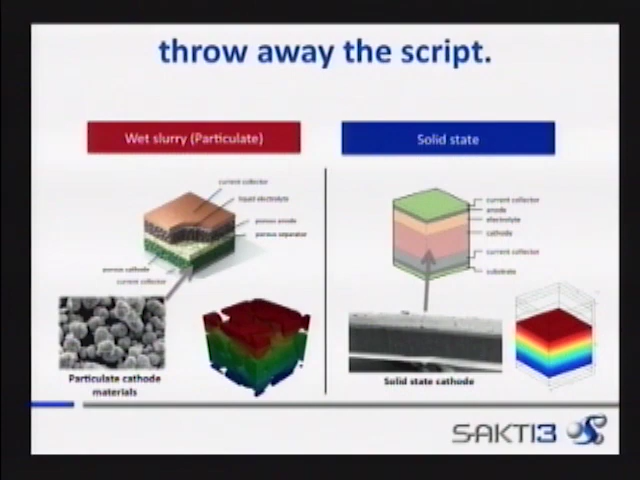 throw away the script.
Wet slurry (Particulate)
Solid state
current collector
liquid electrolyte
porous anode
porous separator
porous cathode
current collector
current collector
anode
electrolyte
cathode
current collector
substrate
Particulate cathode
materials
Solid state cathode
SAKTI3